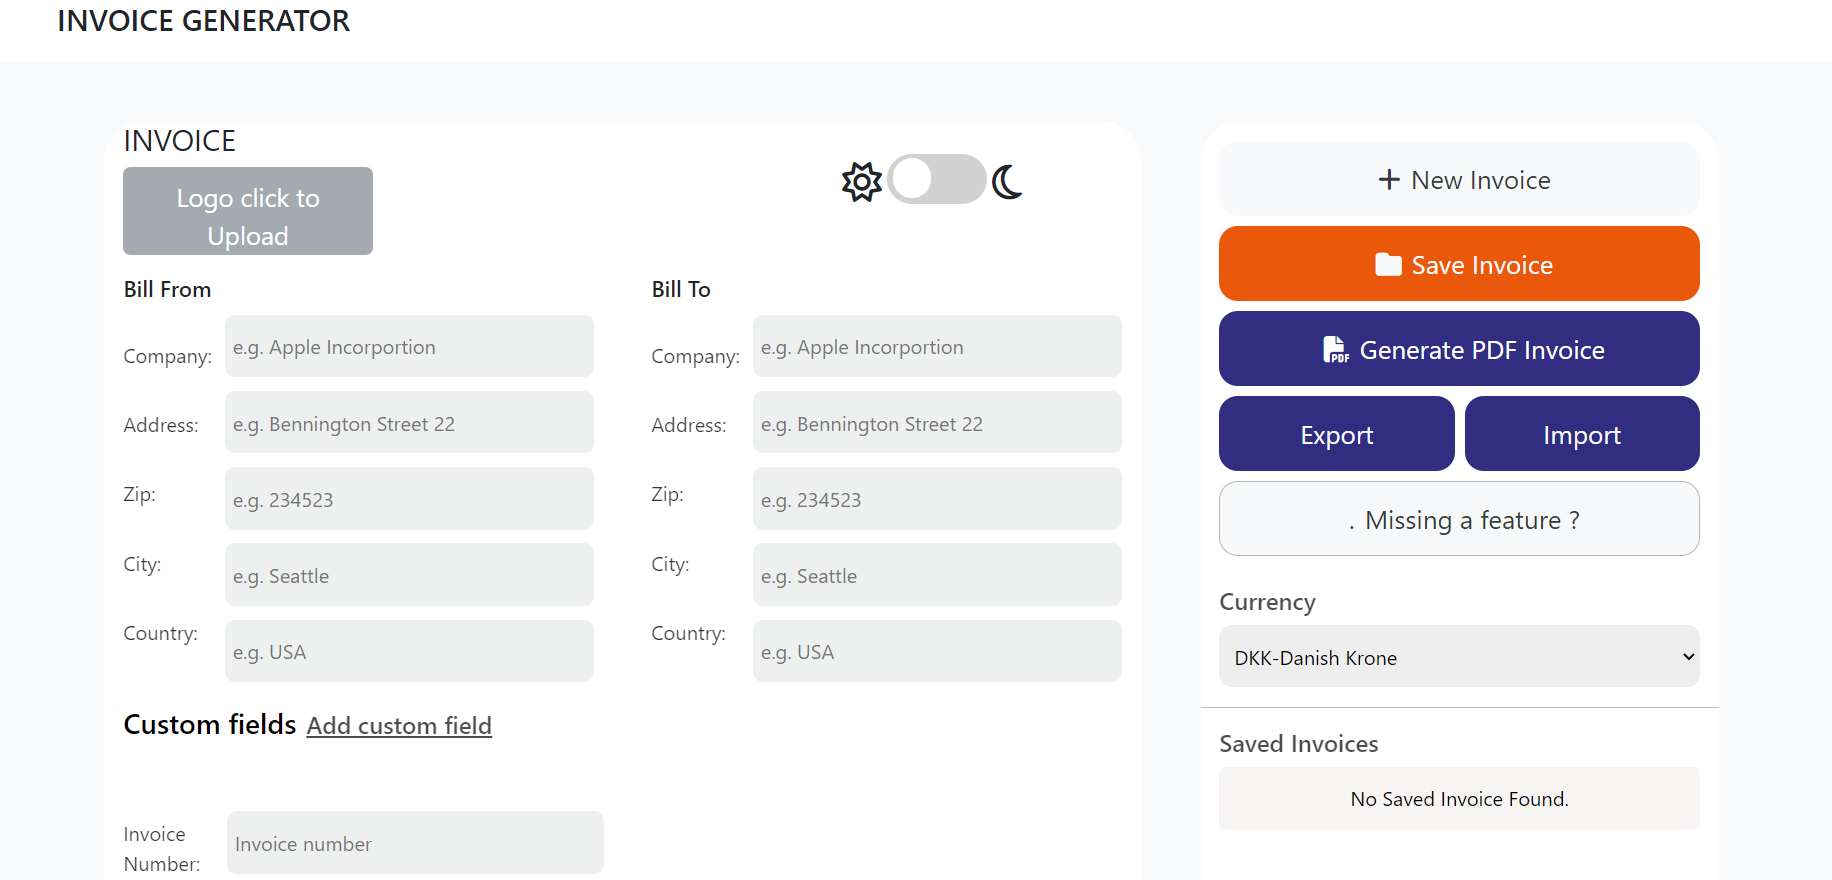 INVOICE GENERATOR
INVOICE
Logo click to
Upload
Bill From
Company:
e.g. Apple Incorportion
Address:
e.g. Bennington Street 22
Zip:
e.g. 234523
City:
e.g. Seattle
Country:
e.g. USA
Bill To
Company:
e.g. Apple Incorportion
Address:
e.g. Bennington Street 22
Zip:
e.g. 234523
City:
e.g. Seattle
Country:
e.g. USA
Custom fields Add custom field
Invoice
Number:
Invoice number
+ New Invoice
Save Invoice
PDF Generate PDF Invoice
Export
Import
. Missing a feature ?
Currency
DKK-Danish Krone
Saved Invoices
No Saved Invoice Found.